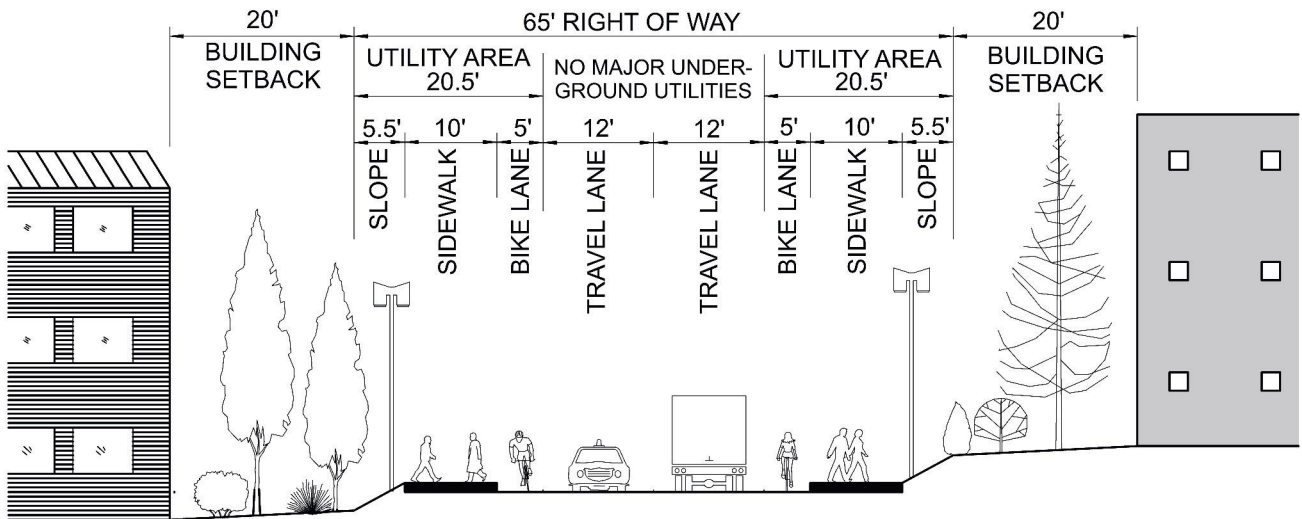 20'
BUILDING
SETBACK
65' RIGHT OF WAY
20'
BUILDING
SETBACK
UTILITY AREA
20.5'
NO MAJOR UNDER-
GROUND UTILITIES
UTILITY AREA
20.5'
5.5'
10'
5'
12'
12'
5'
10'
5.5'
SLOPE
SIDEWALK
BIKE LANE
TRAVEL LANE
TRAVEL LANE
BIKE LANE
SIDEWALK
SLOPE